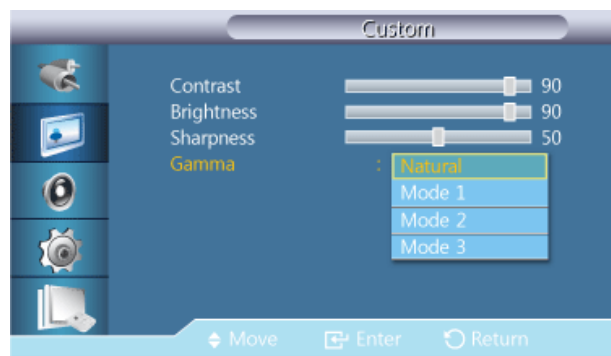 Custom
Contrast 90
Brightness 90
Sharpness 50
Gamma : Natural
Mode 1
Mode 2
Mode 3
Move Enter Return